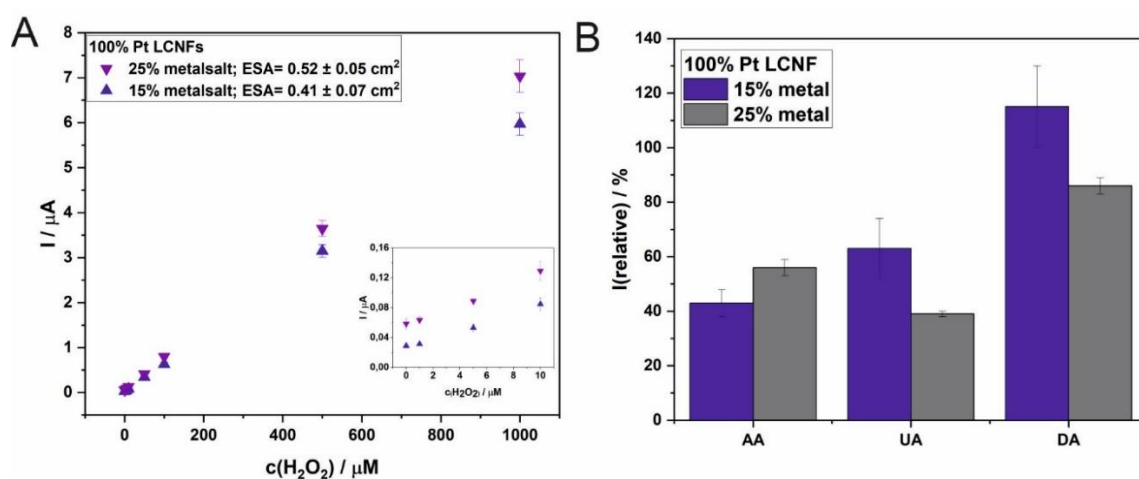 A
100% Pt LCNFs
25% metalsalt; ESA= 0.52 ± 0.05 cm²
15% metalsalt; ESA= 0.41 ± 0.07 cm²
I / µA
8
7
6
5
4
3
2
1
0
0
200
400
600
800
1000
c(H₂O₂) / µM
I / µA
0,16
0,12
0,08
0,04
0,00
0
2
4
6
8
10
c(H₂O₂) / µM
B
100% Pt LCNF
15% metal
25% metal
I(relative) / %
140
120
100
80
60
40
20
0
AA
UA
DA